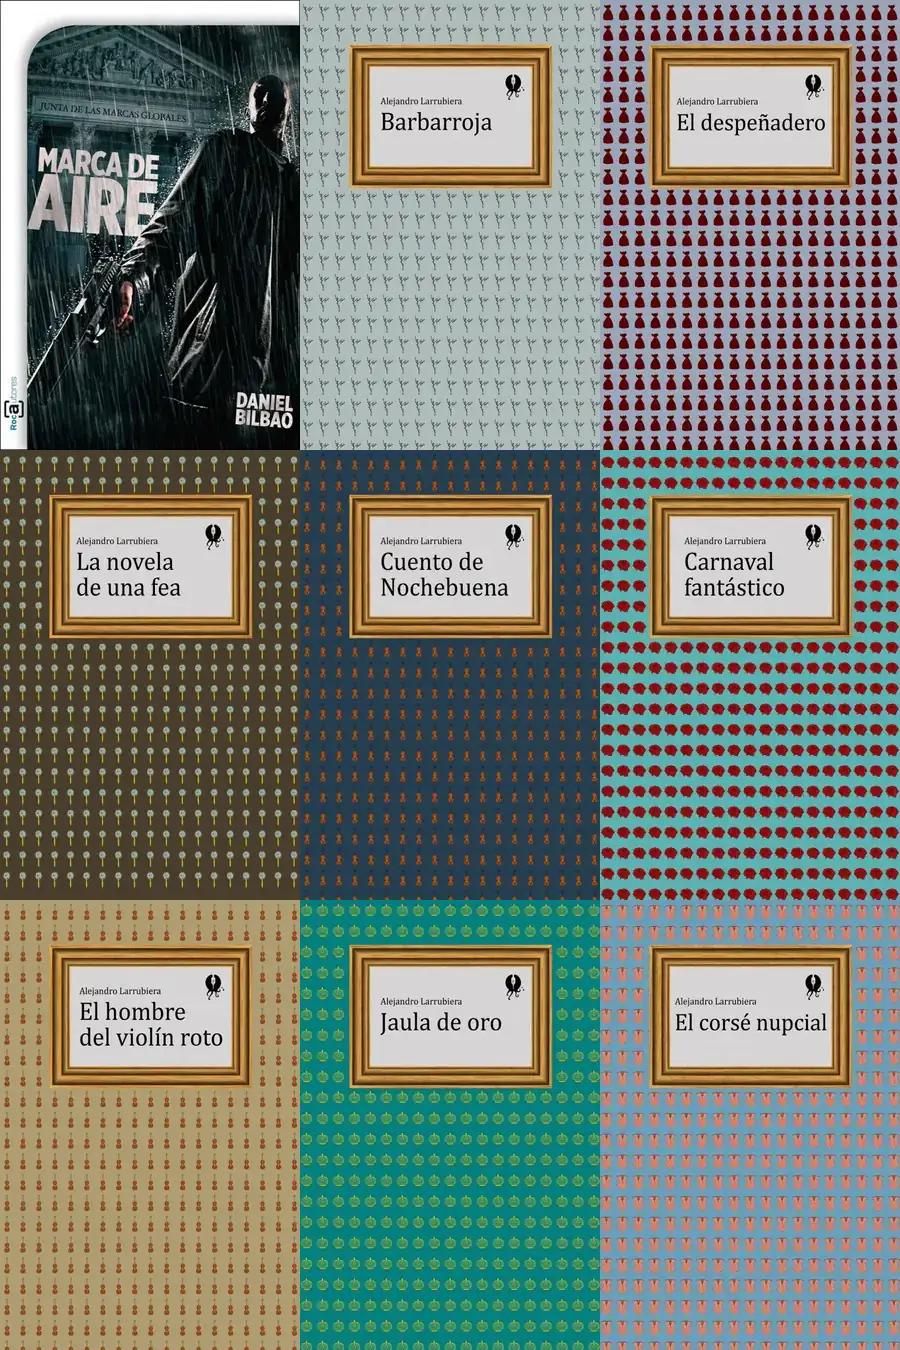 JUNTA DE LAS MARCAS GLOBALES
MARCA DE
AIRE
DANIEL
BILBAO
Rocautores
Alejandro Larrubiera
Barbarroja
Alejandro Larrubiera
El despeñadero
Alejandro Larrubiera
La novela
de una fea
Alejandro Larrubiera
Cuento de
Nochebuena
Alejandro Larrubiera
Carnaval
fantástico
Alejandro Larrubiera
El hombre
del violín roto
Alejandro Larrubiera
Jaula de oro
Alejandro Larrubiera
El corsé nupcial